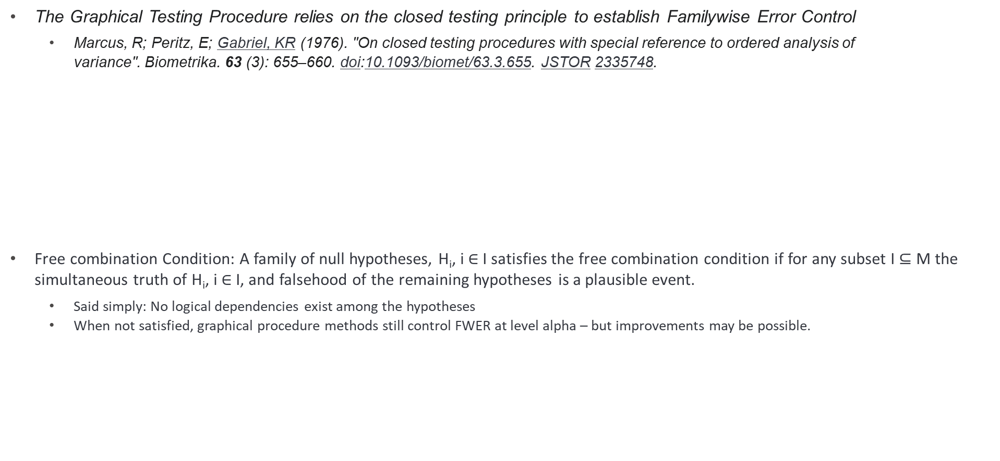 • The Graphical Testing Procedure relies on the closed testing principle to establish Familywise Error Control
• Marcus, R; Peritz, E; Gabriel, KR (1976). "On closed testing procedures with special reference to ordered analysis of
variance". Biometrika. 63 (3): 655–660. doi:10.1093/biomet/63.3.655. JSTOR 2335748.
• Free combination Condition: A family of null hypotheses, Hi, i ∈ I satisfies the free combination condition if for any subset I ⊆ M the
simultaneous truth of Hi, i ∈ I, and falsehood of the remaining hypotheses is a plausible event.
• Said simply: No logical dependencies exist among the hypotheses
• When not satisfied, graphical procedure methods still control FWER at level alpha – but improvements may be possible.